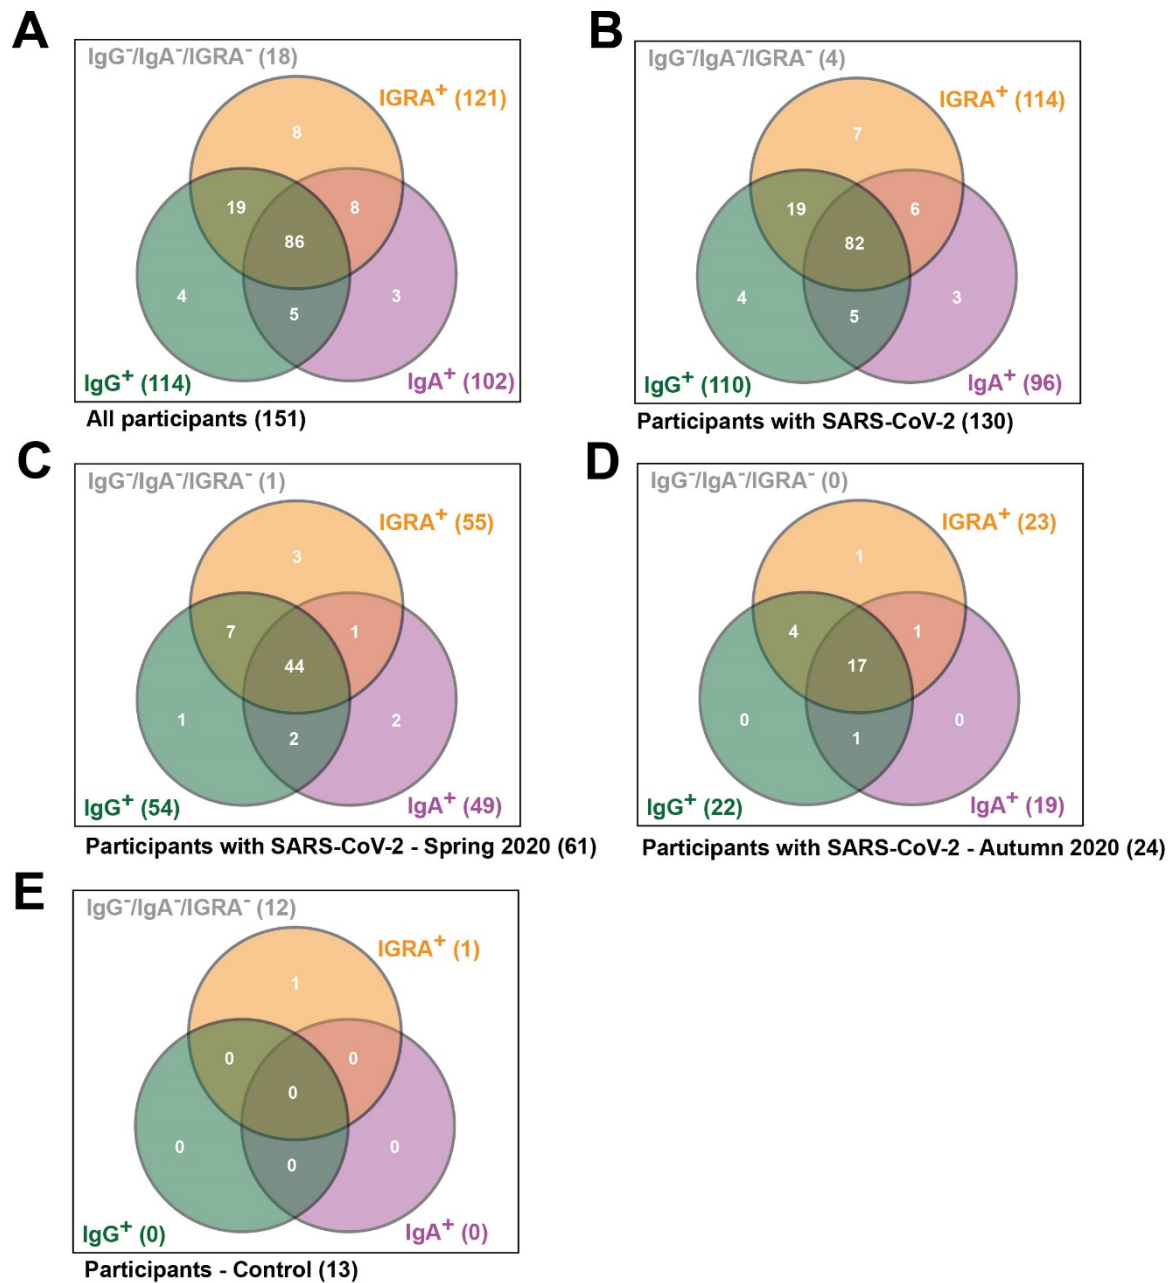 A
IgG⁻/IgA⁻/IGRA⁻ (18)
IGRA⁺ (121)
8
19
8
86
4
5
3
IgG⁺ (114)
IgA⁺ (102)
All participants (151)
B
IgG⁻/IgA⁻/IGRA⁻ (4)
IGRA⁺ (114)
7
19
6
82
4
5
3
IgG⁺ (110)
IgA⁺ (96)
Participants with SARS-CoV-2 (130)
C
IgG⁻/IgA⁻/IGRA⁻ (1)
IGRA⁺ (55)
3
7
1
44
1
2
2
IgG⁺ (54)
IgA⁺ (49)
Participants with SARS-CoV-2 - Spring 2020 (61)
D
IgG⁻/IgA⁻/IGRA⁻ (0)
IGRA⁺ (23)
1
4
1
17
0
1
0
IgG⁺ (22)
IgA⁺ (19)
Participants with SARS-CoV-2 - Autumn 2020 (24)
E
IgG⁻/IgA⁻/IGRA⁻ (12)
IGRA⁺ (1)
1
0
0
0
0
0
0
IgG⁺ (0)
IgA⁺ (0)
Participants - Control (13)